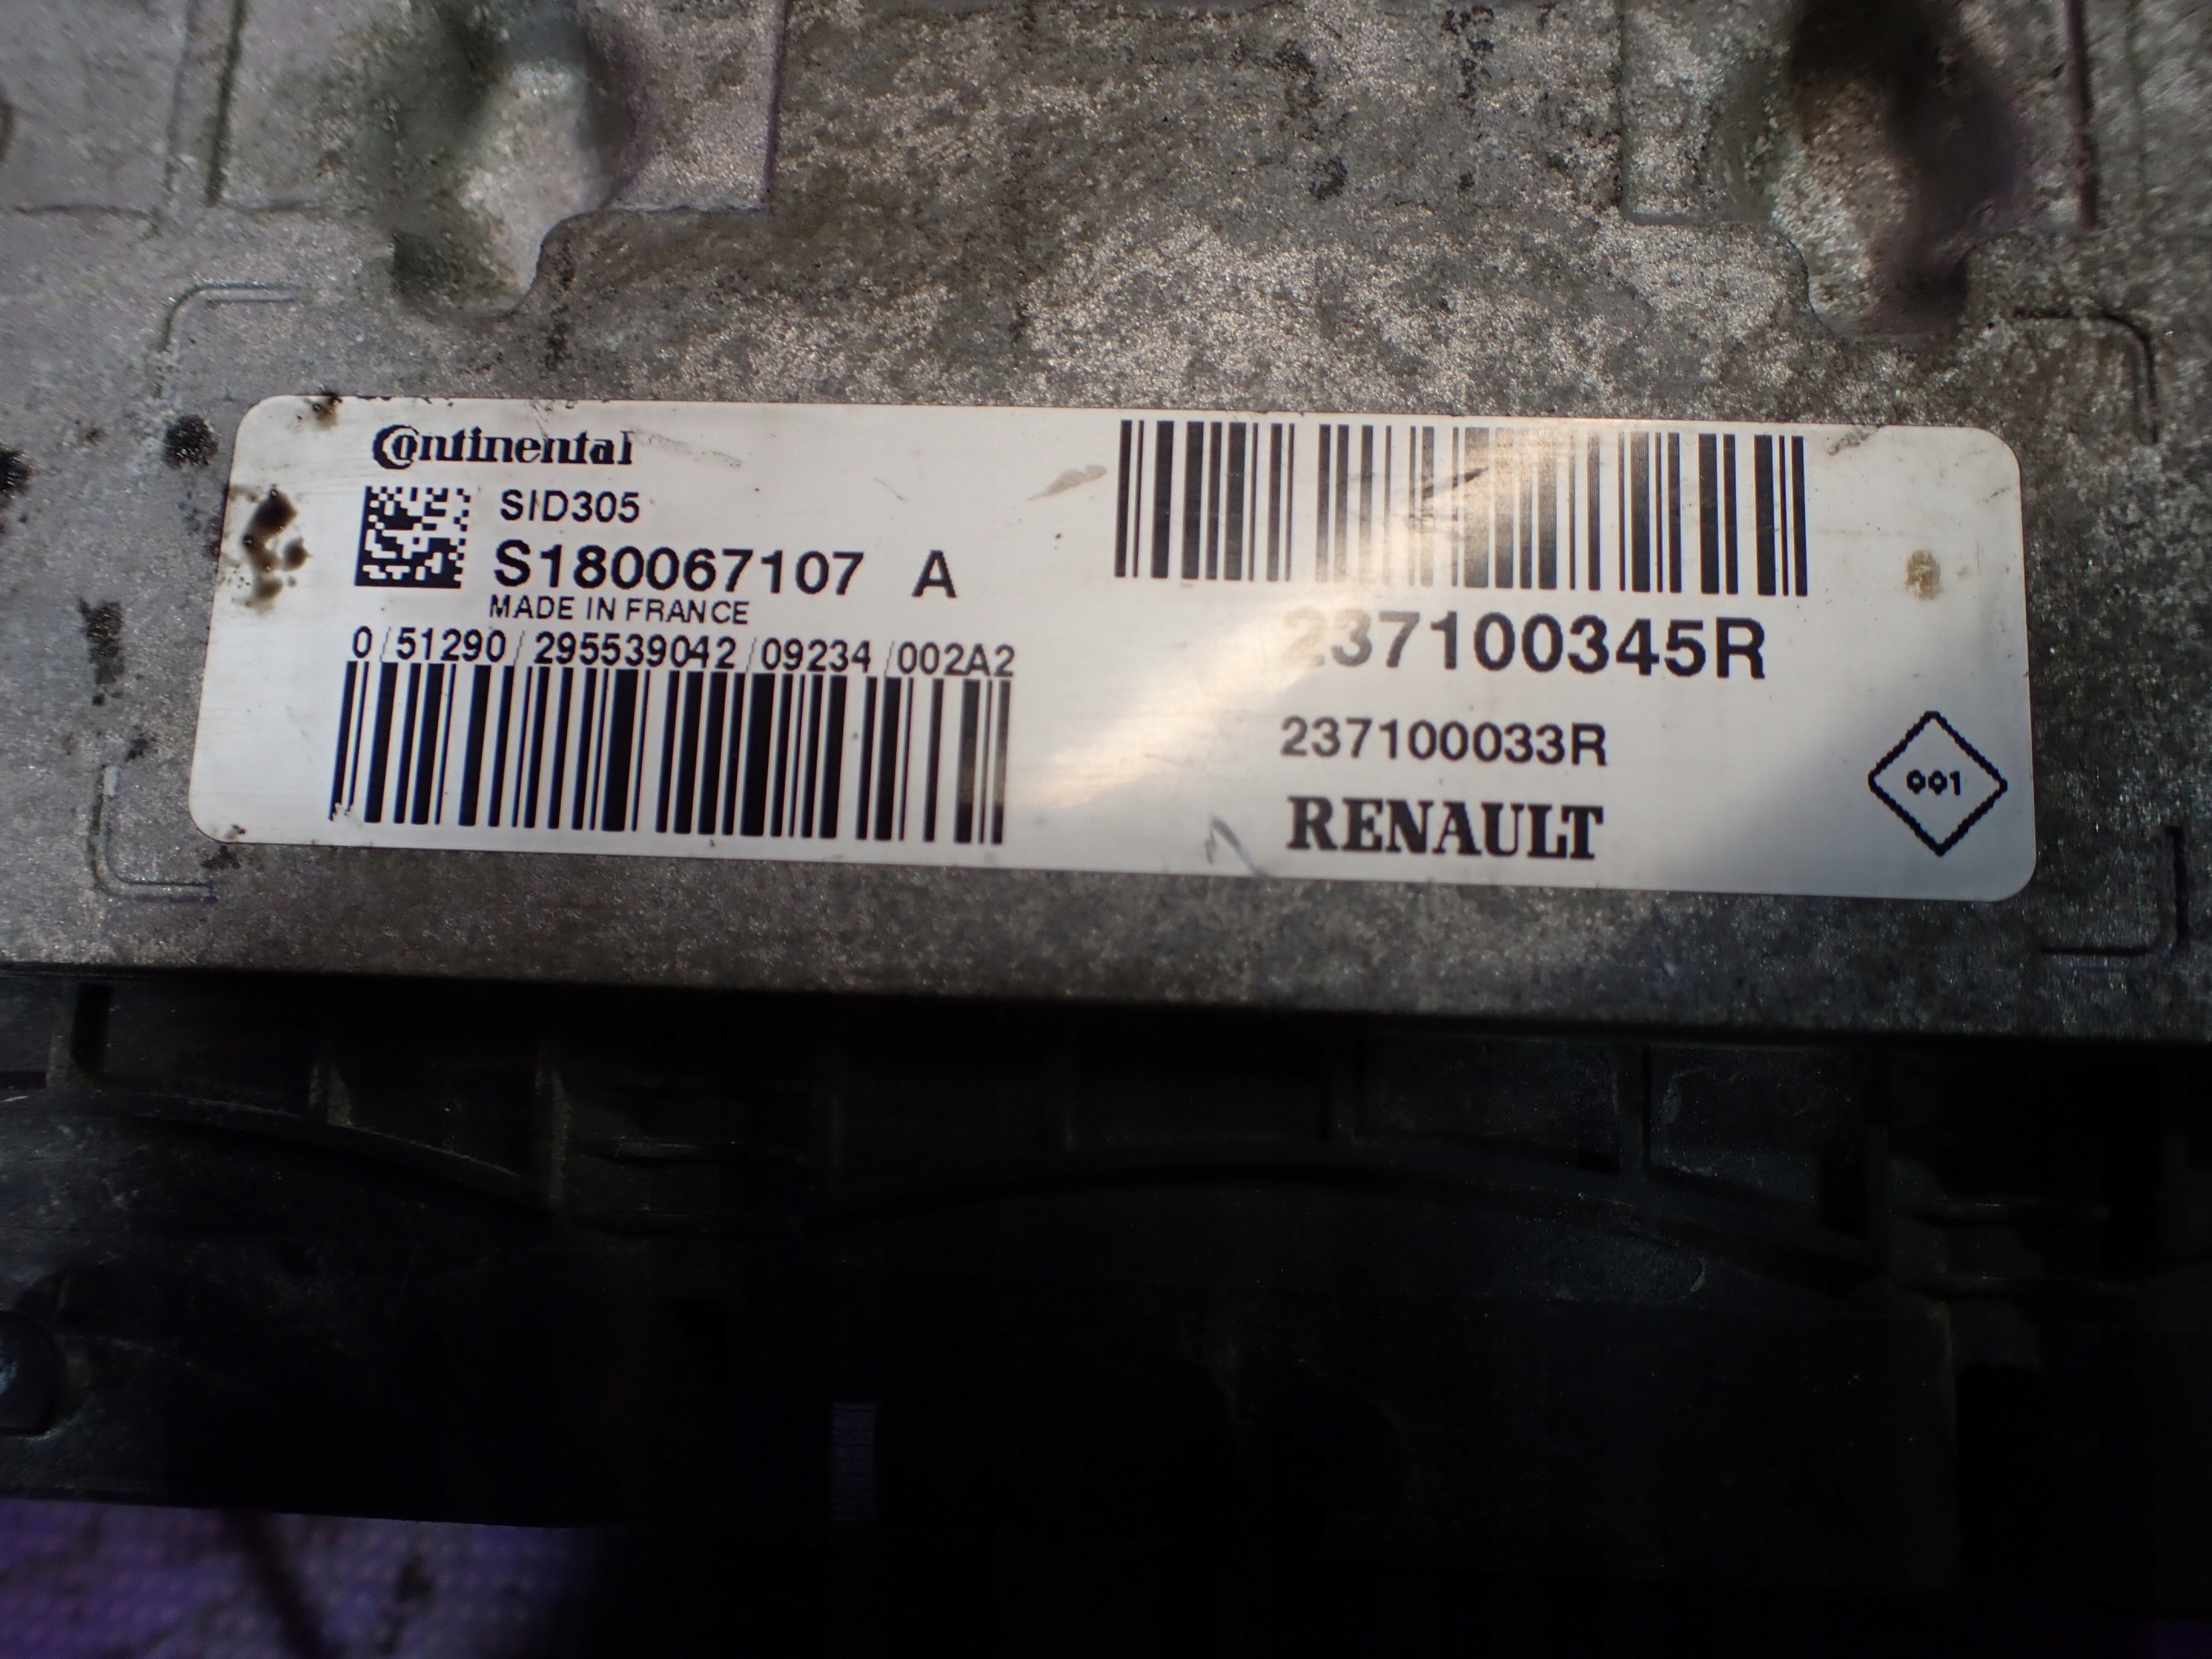 Continental
SID305
S180067107 A
MADE IN FRANCE
0/51290/295539042/09234/002A2
237100345R
237100033R
RENAULT
001